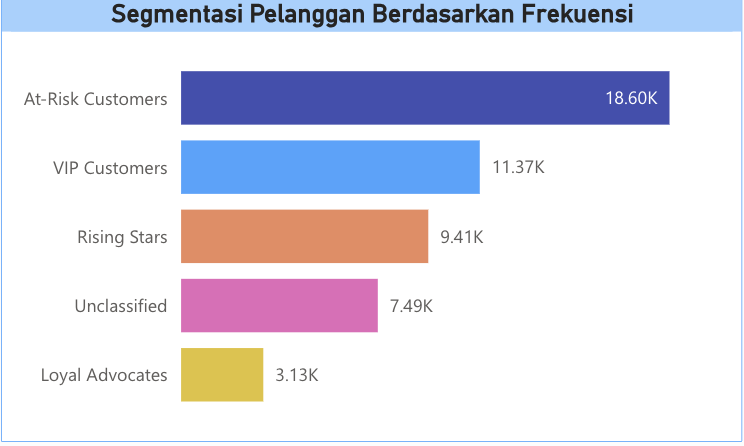 Segmentasi Pelanggan Berdasarkan Frekuensi
At-Risk Customers 18.60K
VIP Customers 11.37K
Rising Stars 9.41K
Unclassified 7.49K
Loyal Advocates 3.13K